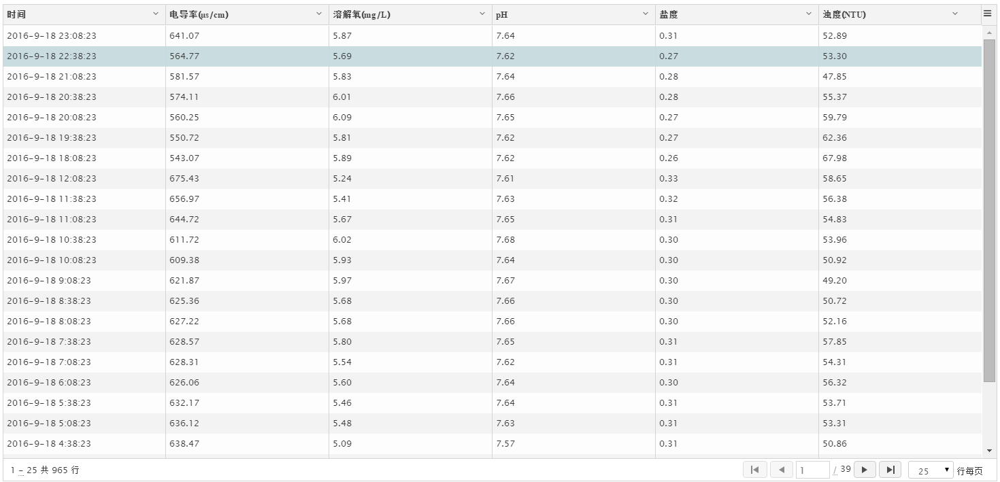 时间 电导率(μs/cm) 溶解氧(mg/L) pH 盐度 浊度(NTU)
2016-9-18 23:08:23 641.07 5.87 7.64 0.31 52.89
2016-9-18 22:38:23 564.77 5.69 7.62 0.27 53.30
2016-9-18 21:08:23 581.57 5.83 7.64 0.28 47.85
2016-9-18 20:38:23 574.11 6.01 7.66 0.28 55.37
2016-9-18 20:08:23 560.25 6.09 7.65 0.27 59.79
2016-9-18 19:38:23 550.72 5.81 7.62 0.27 62.36
2016-9-18 18:08:23 543.07 5.89 7.62 0.26 67.98
2016-9-18 12:08:23 675.43 5.24 7.61 0.33 58.65
2016-9-18 11:38:23 656.97 5.41 7.63 0.32 56.38
2016-9-18 11:08:23 644.72 5.67 7.65 0.31 54.83
2016-9-18 10:38:23 611.72 6.02 7.68 0.30 53.96
2016-9-18 10:08:23 609.38 5.93 7.64 0.30 50.92
2016-9-18 9:08:23 621.87 5.97 7.67 0.30 49.20
2016-9-18 8:38:23 625.36 5.68 7.66 0.30 50.72
2016-9-18 8:08:23 627.22 5.68 7.66 0.30 52.16
2016-9-18 7:38:23 628.57 5.80 7.65 0.31 57.85
2016-9-18 7:08:23 628.31 5.54 7.62 0.31 54.31
2016-9-18 6:08:23 626.06 5.60 7.64 0.30 56.32
2016-9-18 5:38:23 632.17 5.46 7.64 0.31 53.71
2016-9-18 5:08:23 636.12 5.48 7.63 0.31 53.31
2016-9-18 4:38:23 638.47 5.09 7.57 0.31 50.86
1 - 25 共 965 行 1 / 39 25 行每页